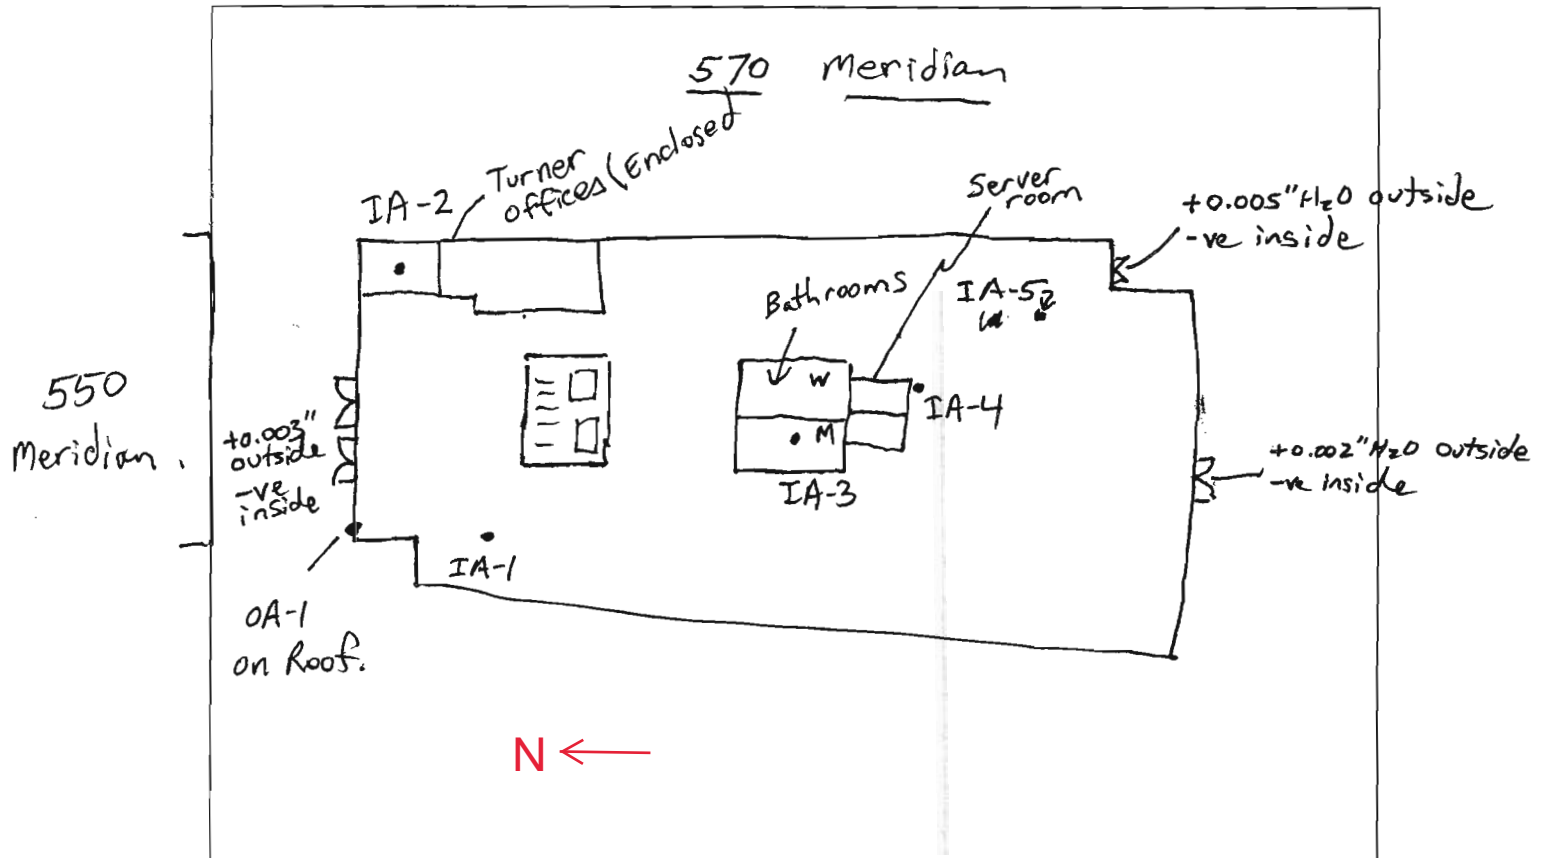 570 Meridian
Turner
offices (Enclosed
IA-2
Server
room
+0.005" H2O outside
-ve inside
Bathrooms
IA-5
550
Meridian.
W
IA-4
+0.003"
outside
-ve
inside
M
IA-3
+0.002" H2O outside
-ve inside
IA-1
OA-1
on Roof.
N